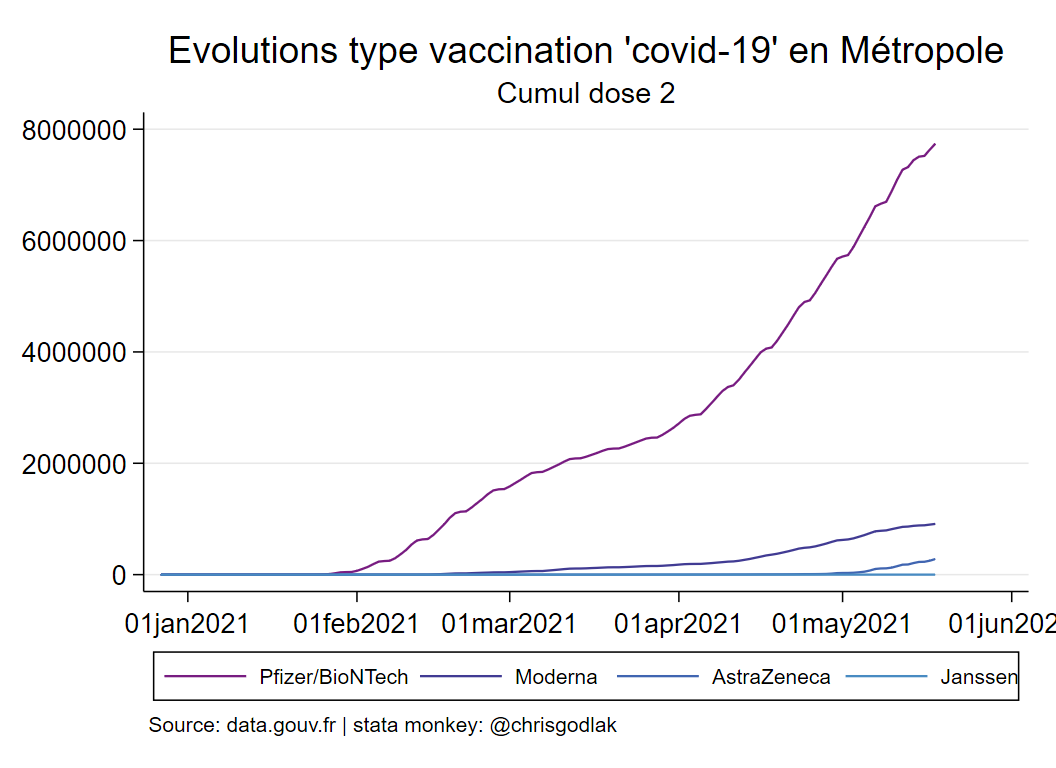 Evolutions type vaccination 'covid-19' en Métropole
Cumul dose 2
8000000
6000000
4000000
2000000
0
01jan2021 01feb2021 01mar2021 01apr2021 01may2021 01jun202
Pfizer/BioNTech Moderna AstraZeneca Janssen
Source: data.gouv.fr | stata monkey: @chrisgodlak